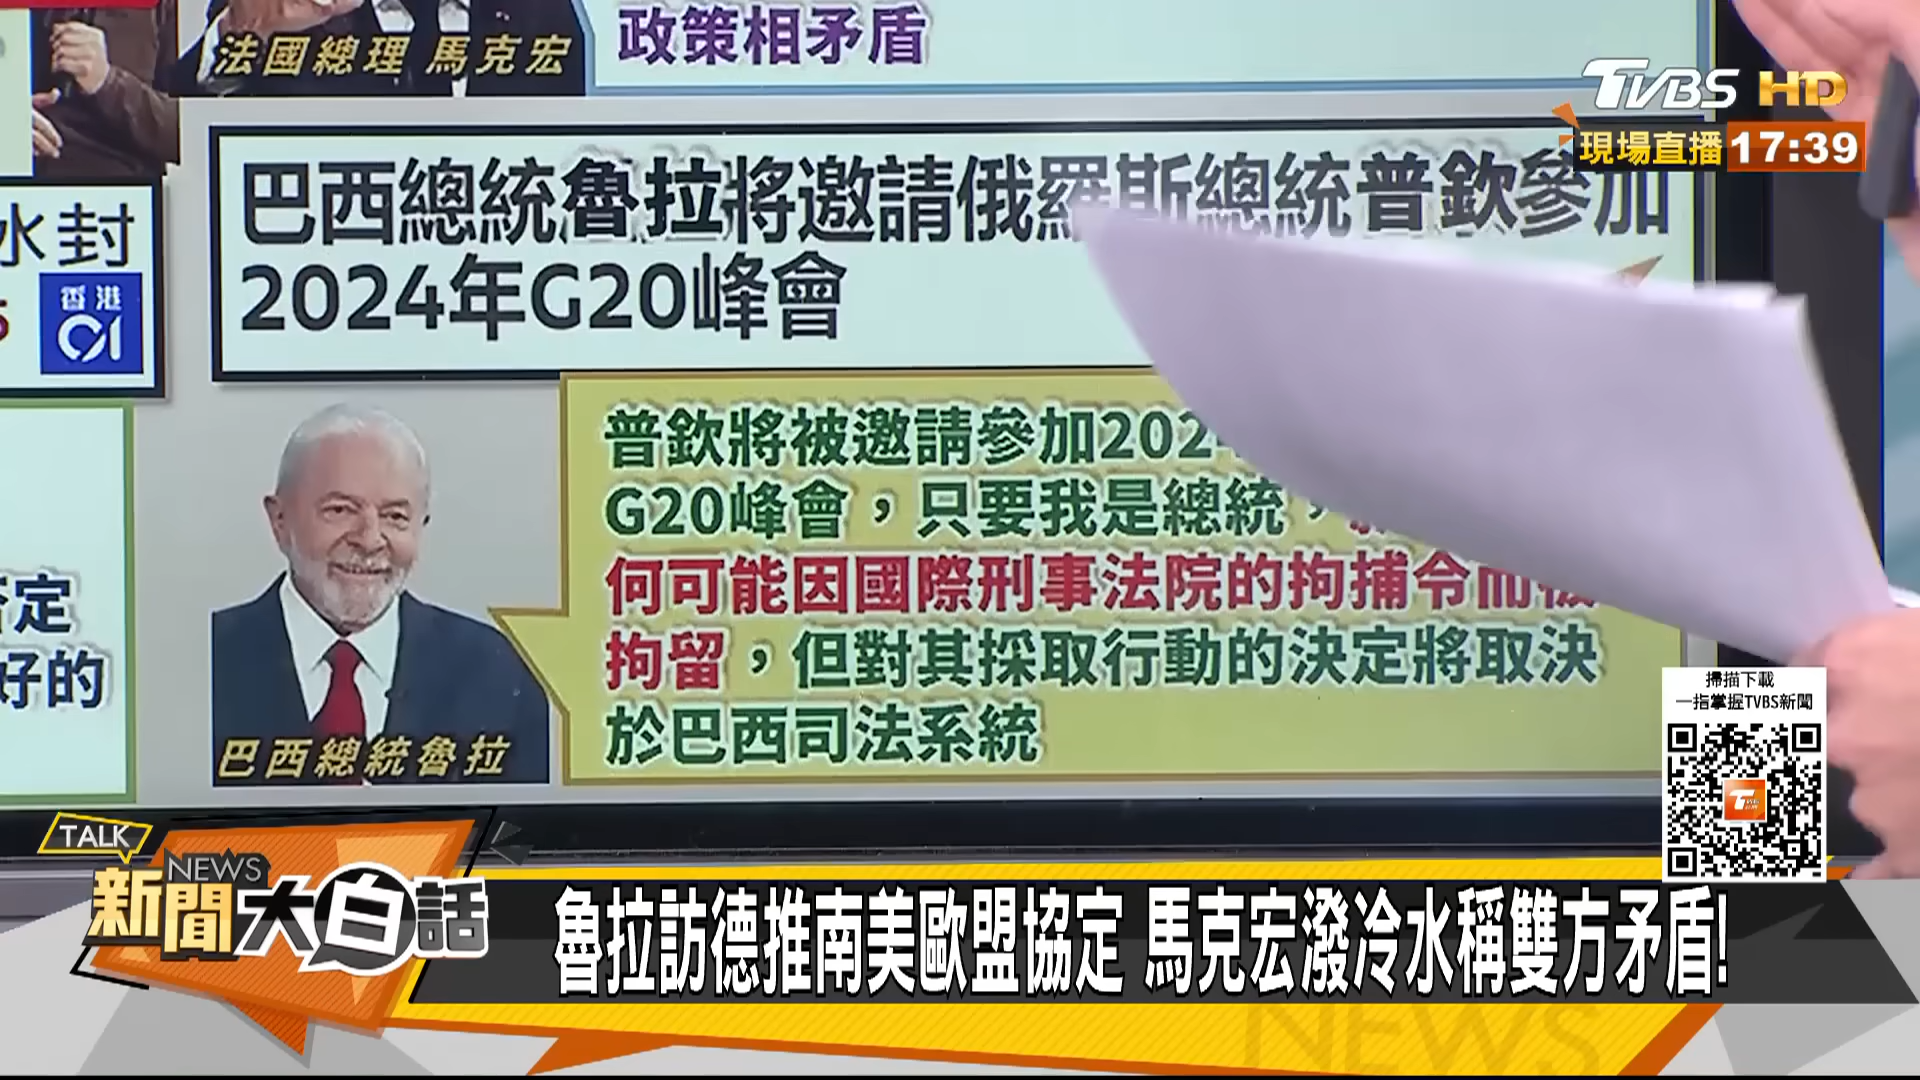 政策相矛盾
法國總理 馬克宏
TVBS HD
現場直播 17:39
巴西總統魯拉將邀請俄羅斯總統普欽參加
2024年G20峰會
水封
香港
01
5
普欽將被邀請參加202
G20峰會，只要我是總統，
何可能因國際刑事法院的拘捕令而被
拘留，但對其採取行動的決定將取決
於巴西司法系統
否定
好的
巴西總統魯拉
掃描下載
一指掌握TVBS新聞
TALK
NEWS
新聞大白話
魯拉訪德推南美歐盟協定 馬克宏潑冷水稱雙方矛盾!
NEWS